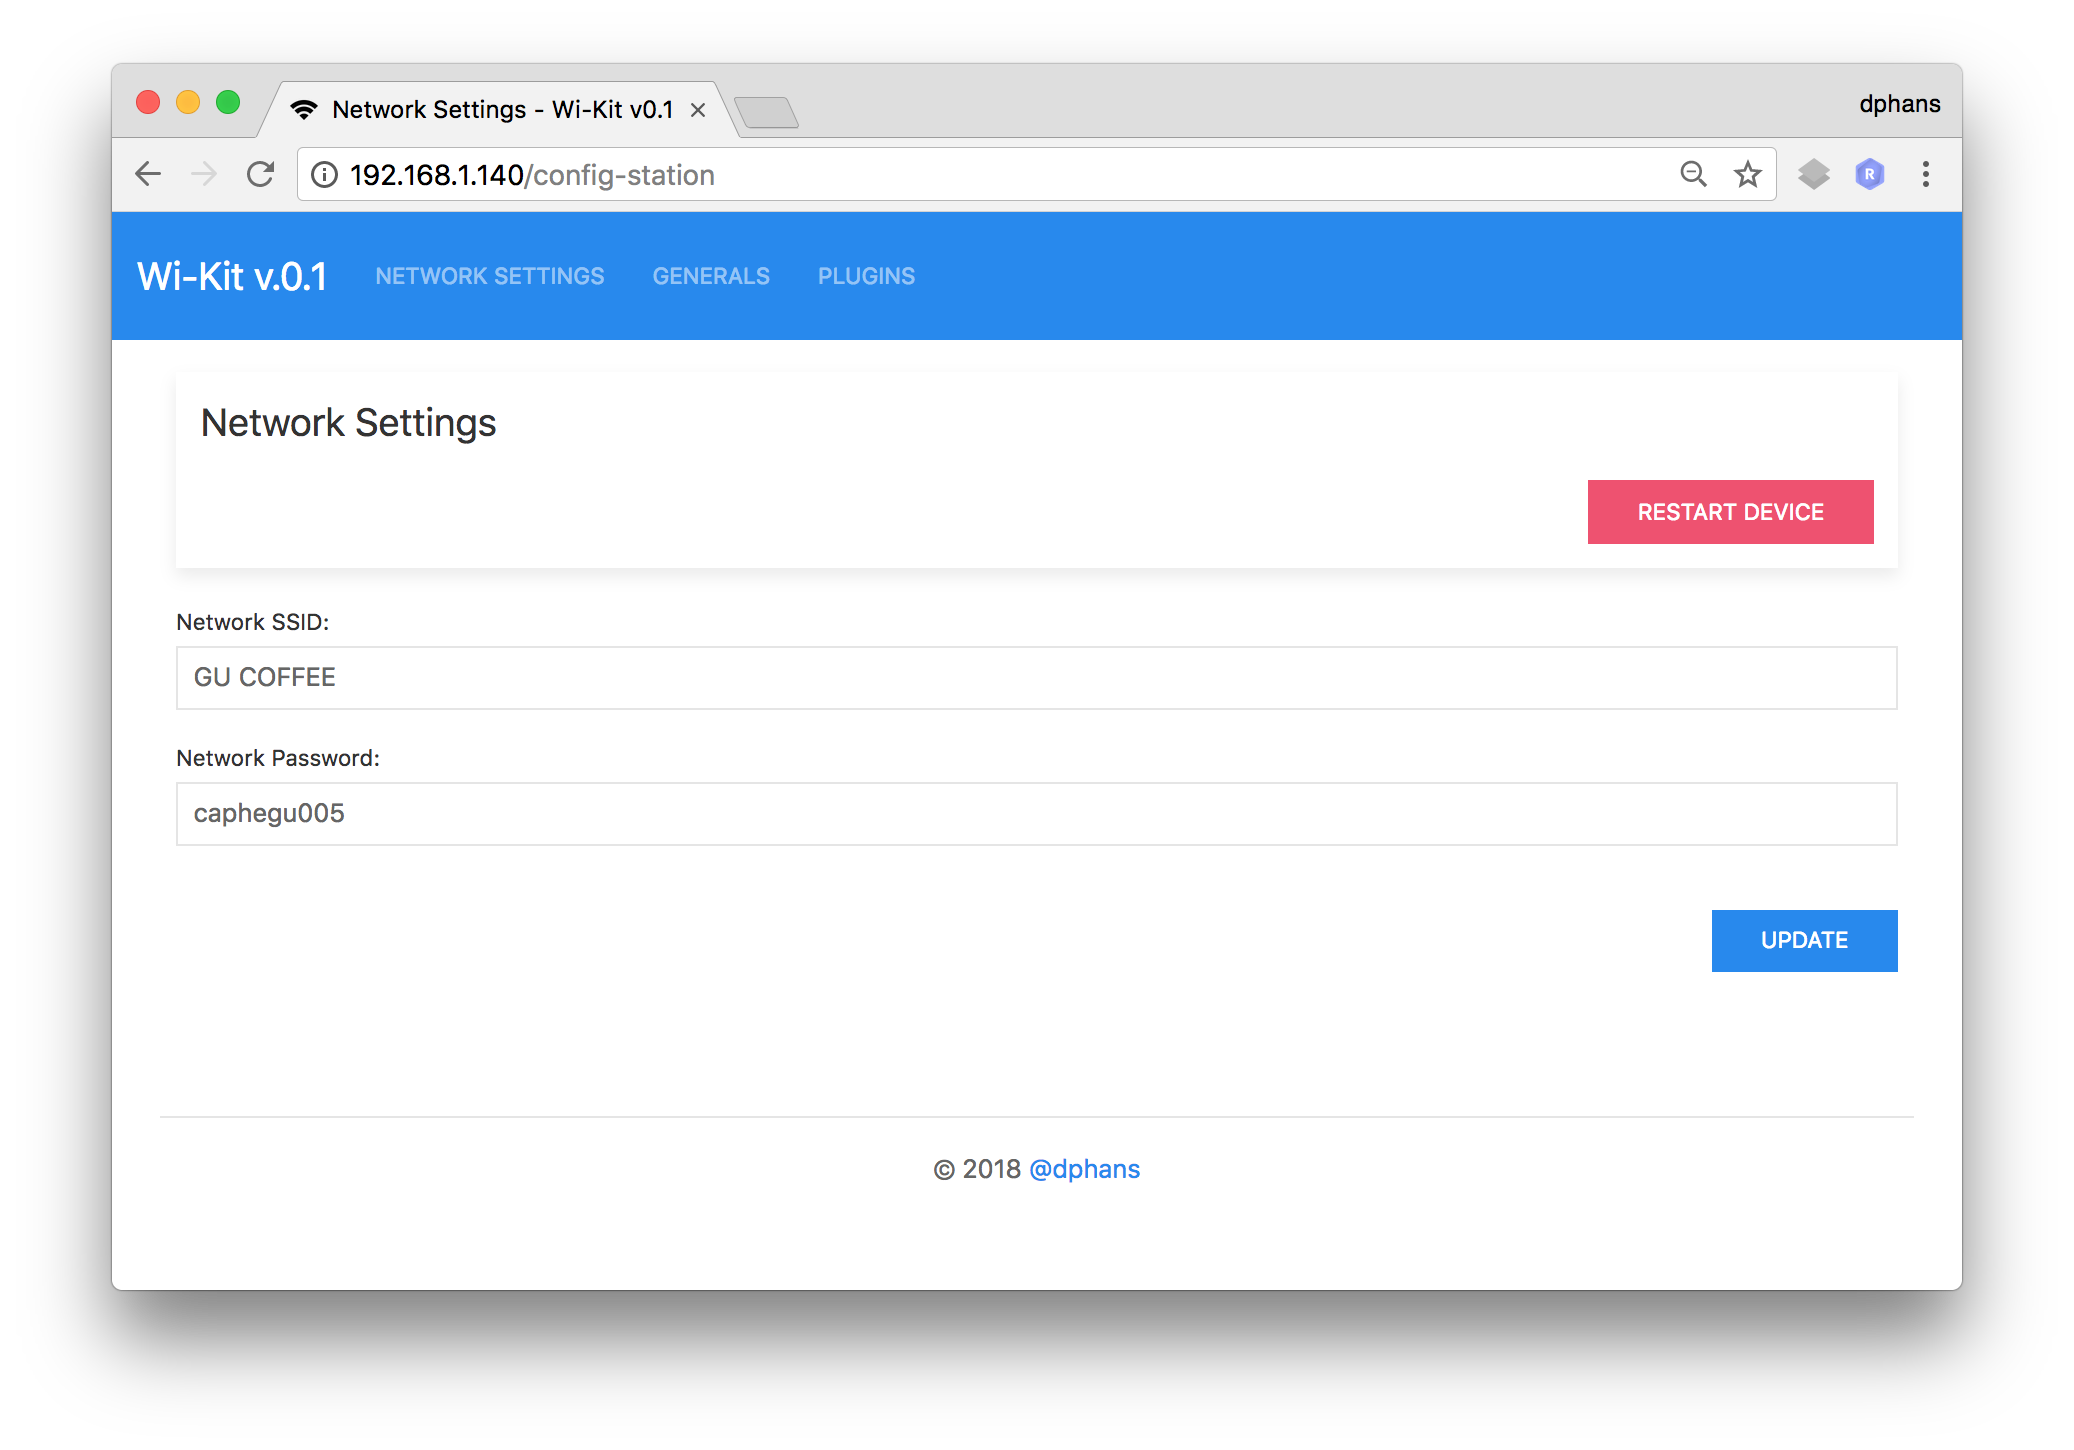 Network Settings - Wi-Kit v0.1
dphans
192.168.1.140/config-station
R
Wi-Kit v.0.1 NETWORK SETTINGS GENERALS PLUGINS
Network Settings
RESTART DEVICE
Network SSID:
GU COFFEE
Network Password:
caphegu005
UPDATE
© 2018 @dphans